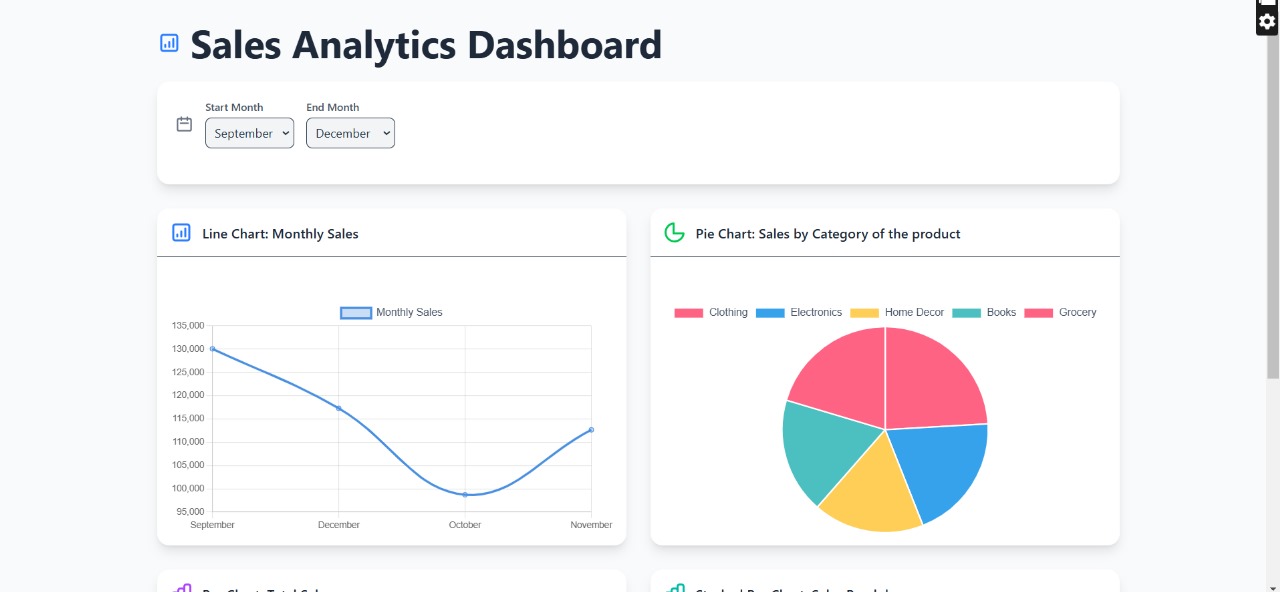 Sales Analytics Dashboard
Start Month
End Month
September
December
Line Chart: Monthly Sales
Monthly Sales
135,000
130,000
125,000
120,000
115,000
110,000
105,000
100,000
95,000
September December October November
Pie Chart: Sales by Category of the product
Clothing Electronics Home Decor Books Grocery